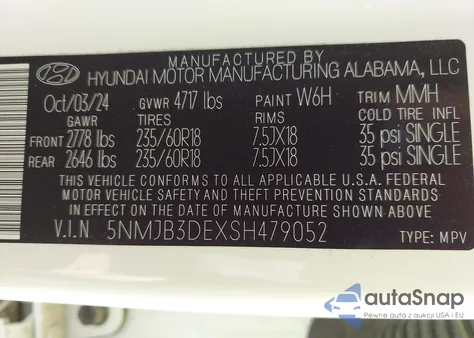 MANUFACTURED BY
HYUNDAI MOTOR MANUFACTURING ALABAMA, LLC
Oct/03/24 GVWR 4717 lbs PAINT W6H TRIM MMH
GAWR TIRES RIMS COLD TIRE INFL
FRONT 2778 lbs 235/60R18 7.5JX18 35 psi SINGLE
REAR 2646 lbs 235/60R18 7.5JX18 35 psi SINGLE
THIS VEHICLE CONFORMS TO ALL APPLICABLE U.S.A. FEDERAL
MOTOR VEHICLE SAFETY AND THEFT PREVENTION STANDARDS
IN EFFECT ON THE DATE OF MANUFACTURE SHOWN ABOVE.
V.I.N 5NMJB3DEXSH479052 TYPE: MPV
autoSnap
Pewne auta z aukcji USA i EU